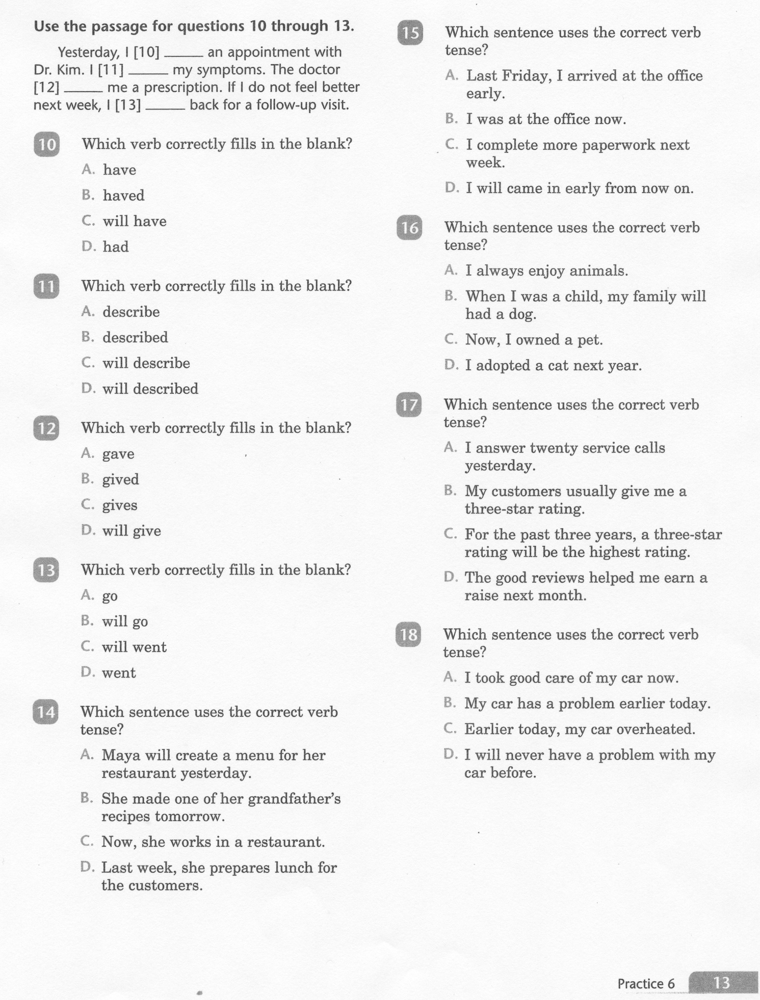 Use the passage for questions 10 through 13.
Yesterday, I [10] _____ an appointment with
Dr. Kim. I [11] _____ my symptoms. The doctor
[12] _____ me a prescription. If I do not feel better
next week, I [13] _____ back for a follow-up visit.
10 Which verb correctly fills in the blank?
A. have
B. haved
C. will have
D. had
11 Which verb correctly fills in the blank?
A. describe
B. described
C. will describe
D. will described
12 Which verb correctly fills in the blank?
A. gave
B. gived
C. gives
D. will give
13 Which verb correctly fills in the blank?
A. go
B. will go
C. will went
D. went
14 Which sentence uses the correct verb
tense?
A. Maya will create a menu for her
restaurant yesterday.
B. She made one of her grandfather's
recipes tomorrow.
C. Now, she works in a restaurant.
D. Last week, she prepares lunch for
the customers.
15 Which sentence uses the correct verb
tense?
A. Last Friday, I arrived at the office
early.
B. I was at the office now.
C. I complete more paperwork next
week.
D. I will came in early from now on.
16 Which sentence uses the correct verb
tense?
A. I always enjoy animals.
B. When I was a child, my family will
had a dog.
C. Now, I owned a pet.
D. I adopted a cat next year.
17 Which sentence uses the correct verb
tense?
A. I answer twenty service calls
yesterday.
B. My customers usually give me a
three-star rating.
C. For the past three years, a three-star
rating will be the highest rating.
D. The good reviews helped me earn a
raise next month.
18 Which sentence uses the correct verb
tense?
A. I took good care of my car now.
B. My car has a problem earlier today.
C. Earlier today, my car overheated.
D. I will never have a problem with my
car before.
Practice 6 13